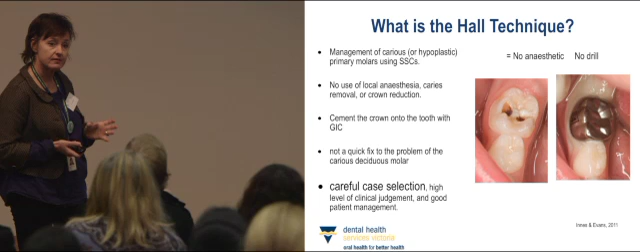 What is the Hall Technique?
• Management of carious (or hypoplastic)
primary molars using SSCs.
= No anaesthetic No drill
• No use of local anaesthesia, caries
removal, or crown reduction.
• Cement the crown onto the tooth with
GIC
• not a quick fix to the problem of the
carious deciduous molar
• careful case selection, high
level of clinical judgement, and good
patient management.
Innes & Evans, 2011
dental health
services victoria
oral health for better health